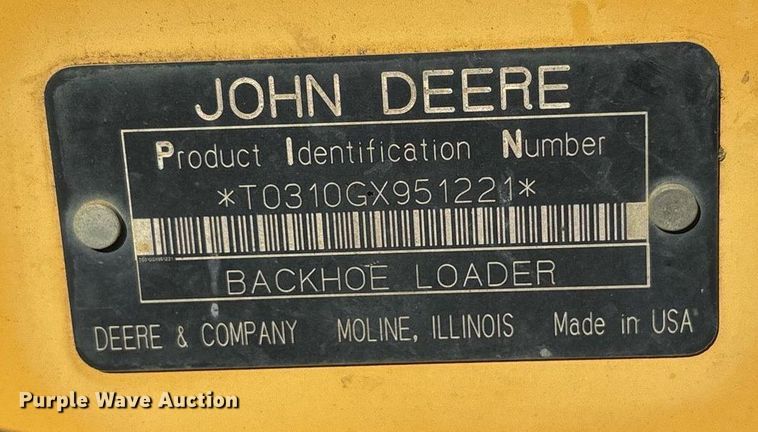 JOHN DEERE
Product Identification Number
*T0310GX951221*
BACKHOE LOADER
DEERE & COMPANY MOLINE, ILLINOIS Made in USA
Purple Wave Auction